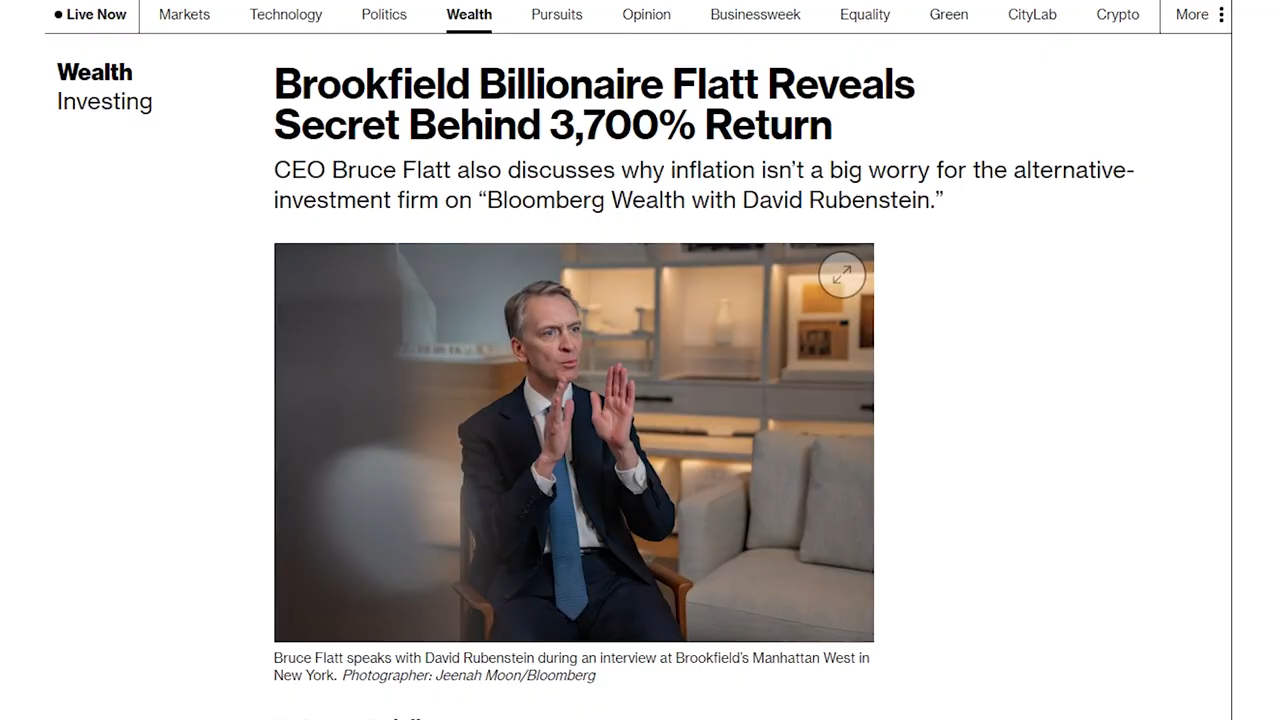 Live Now Markets Technology Politics Wealth Pursuits Opinion Businessweek Equality Green CityLab Crypto More
Wealth
Investing
Brookfield Billionaire Flatt Reveals
Secret Behind 3,700% Return
CEO Bruce Flatt also discusses why inflation isn’t a big worry for the alternative-
investment firm on “Bloomberg Wealth with David Rubenstein.”
Bruce Flatt speaks with David Rubenstein during an interview at Brookfield’s Manhattan West in
New York. Photographer: Jeenah Moon/Bloomberg